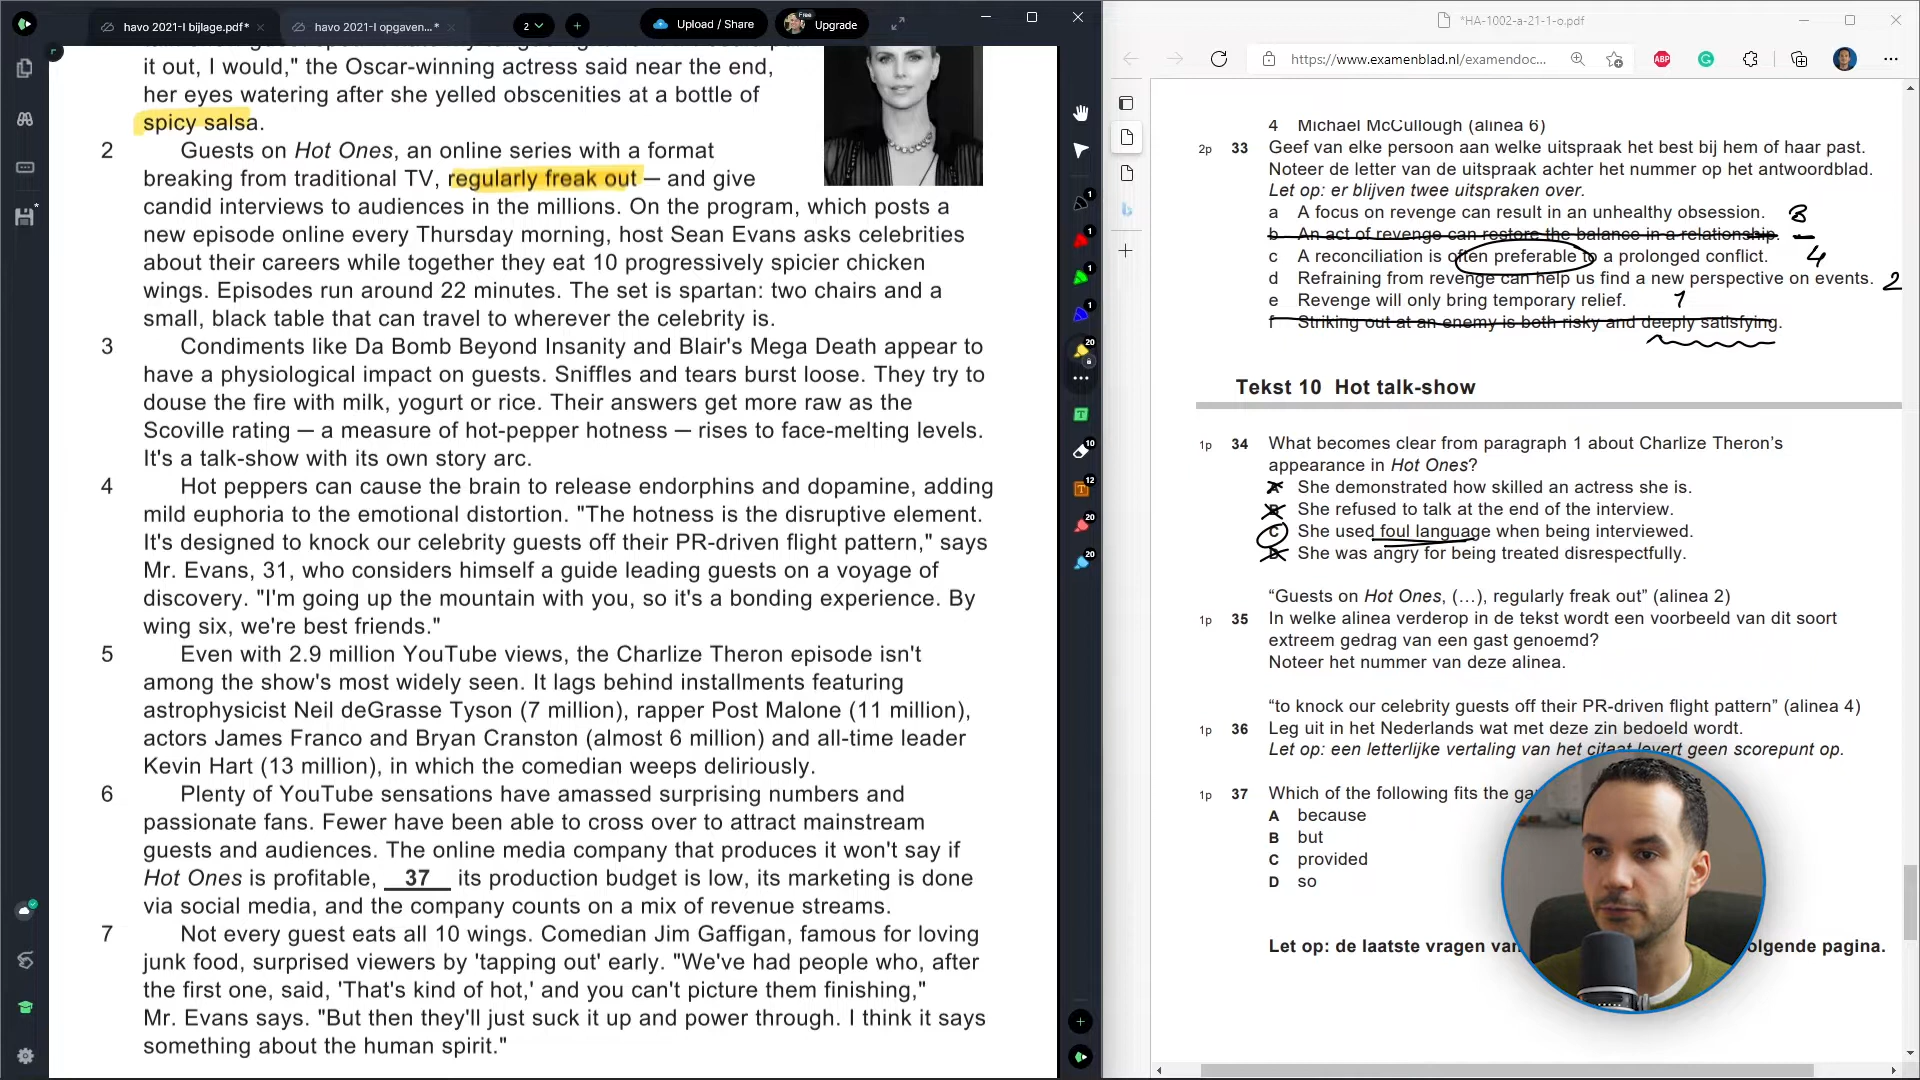 havo 2021-I bijlage.pdf*
havo 2021-I opgaven...*
2
Upload / Share
Free
Upgrade
*HA-1002-a-21-1-o.pdf
https://www.examenblad.nl/examendoc...
it out, I would," the Oscar-winning actress said near the end,
her eyes watering after she yelled obscenities at a bottle of
spicy salsa.
2 Guests on Hot Ones, an online series with a format
breaking from traditional TV, regularly freak out — and give
candid interviews to audiences in the millions. On the program, which posts a
new episode online every Thursday morning, host Sean Evans asks celebrities
about their careers while together they eat 10 progressively spicier chicken
wings. Episodes run around 22 minutes. The set is spartan: two chairs and a
small, black table that can travel to wherever the celebrity is.
3 Condiments like Da Bomb Beyond Insanity and Blair's Mega Death appear to
have a physiological impact on guests. Sniffles and tears burst loose. They try to
douse the fire with milk, yogurt or rice. Their answers get more raw as the
Scoville rating — a measure of hot-pepper hotness — rises to face-melting levels.
It's a talk-show with its own story arc.
4 Hot peppers can cause the brain to release endorphins and dopamine, adding
mild euphoria to the emotional distortion. "The hotness is the disruptive element.
It's designed to knock our celebrity guests off their PR-driven flight pattern," says
Mr. Evans, 31, who considers himself a guide leading guests on a voyage of
discovery. "I'm going up the mountain with you, so it's a bonding experience. By
wing six, we're best friends."
5 Even with 2.9 million YouTube views, the Charlize Theron episode isn't
among the show's most widely seen. It lags behind installments featuring
astrophysicist Neil deGrasse Tyson (7 million), rapper Post Malone (11 million),
actors James Franco and Bryan Cranston (almost 6 million) and all-time leader
Kevin Hart (13 million), in which the comedian weeps deliriously.
6 Plenty of YouTube sensations have amassed surprising numbers and
passionate fans. Fewer have been able to cross over to attract mainstream
guests and audiences. The online media company that produces it won't say if
Hot Ones is profitable, 37 its production budget is low, its marketing is done
via social media, and the company counts on a mix of revenue streams.
7 Not every guest eats all 10 wings. Comedian Jim Gaffigan, famous for loving
junk food, surprised viewers by 'tapping out' early. "We've had people who, after
the first one, said, 'That's kind of hot,' and you can't picture them finishing,"
Mr. Evans says. "But then they'll just suck it up and power through. I think it says
something about the human spirit."
1
1
1
1
20
10
12
20
20
ABP
4 Michael McCullough (alinea 6)
2p 33 Geef van elke persoon aan welke uitspraak het best bij hem of haar past.
Noteer de letter van de uitspraak achter het nummer op het antwoordblad.
Let op: er blijven twee uitspraken over.
a A focus on revenge can result in an unhealthy obsession. 3
b An act of revenge can restore the balance in a relationship.
c A reconciliation is often preferable to a prolonged conflict. 4
d Refraining from revenge can help us find a new perspective on events. 2
e Revenge will only bring temporary relief. 1
f Striking out at an enemy is both risky and deeply satisfying.
Tekst 10 Hot talk-show
1p 34 What becomes clear from paragraph 1 about Charlize Theron's
appearance in Hot Ones?
A She demonstrated how skilled an actress she is.
B She refused to talk at the end of the interview.
C She used foul language when being interviewed.
D She was angry for being treated disrespectfully.
"Guests on Hot Ones, (…), regularly freak out" (alinea 2)
1p 35 In welke alinea verderop in de tekst wordt een voorbeeld van dit soort
extreem gedrag van een gast genoemd?
Noteer het nummer van deze alinea.
"to knock our celebrity guests off their PR-driven flight pattern" (alinea 4)
1p 36 Leg uit in het Nederlands wat met deze zin bedoeld wordt.
Let op: een letterlijke vertaling van het citaat levert geen scorepunt op.
1p 37 Which of the following fits the
A because
B but
C provided
D so
Let op: de laatste vragen van olgende pagina.